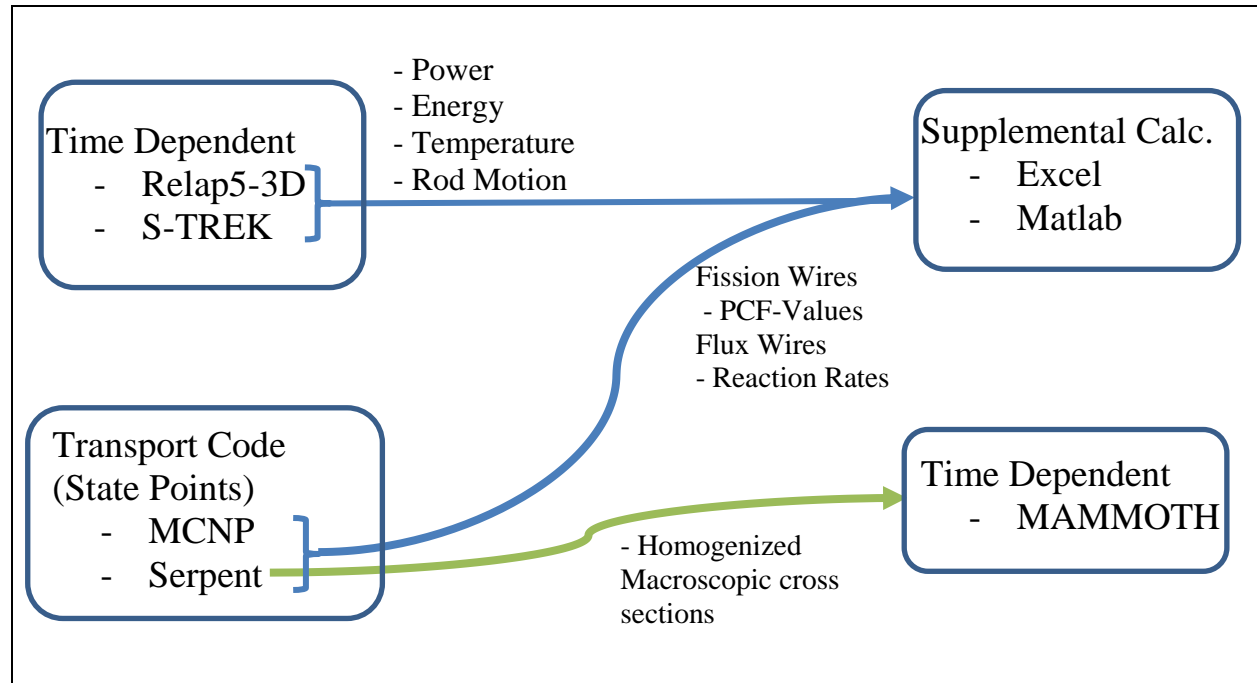 Time Dependent
- Relap5-3D
- S-TREK
- Power
- Energy
- Temperature
- Rod Motion
Supplemental Calc.
- Excel
- Matlab
Fission Wires
- PCF-Values
Flux Wires
- Reaction Rates
Transport Code
(State Points)
- MCNP
- Serpent
- Homogenized
Macroscopic cross
sections
Time Dependent
- MAMMOTH